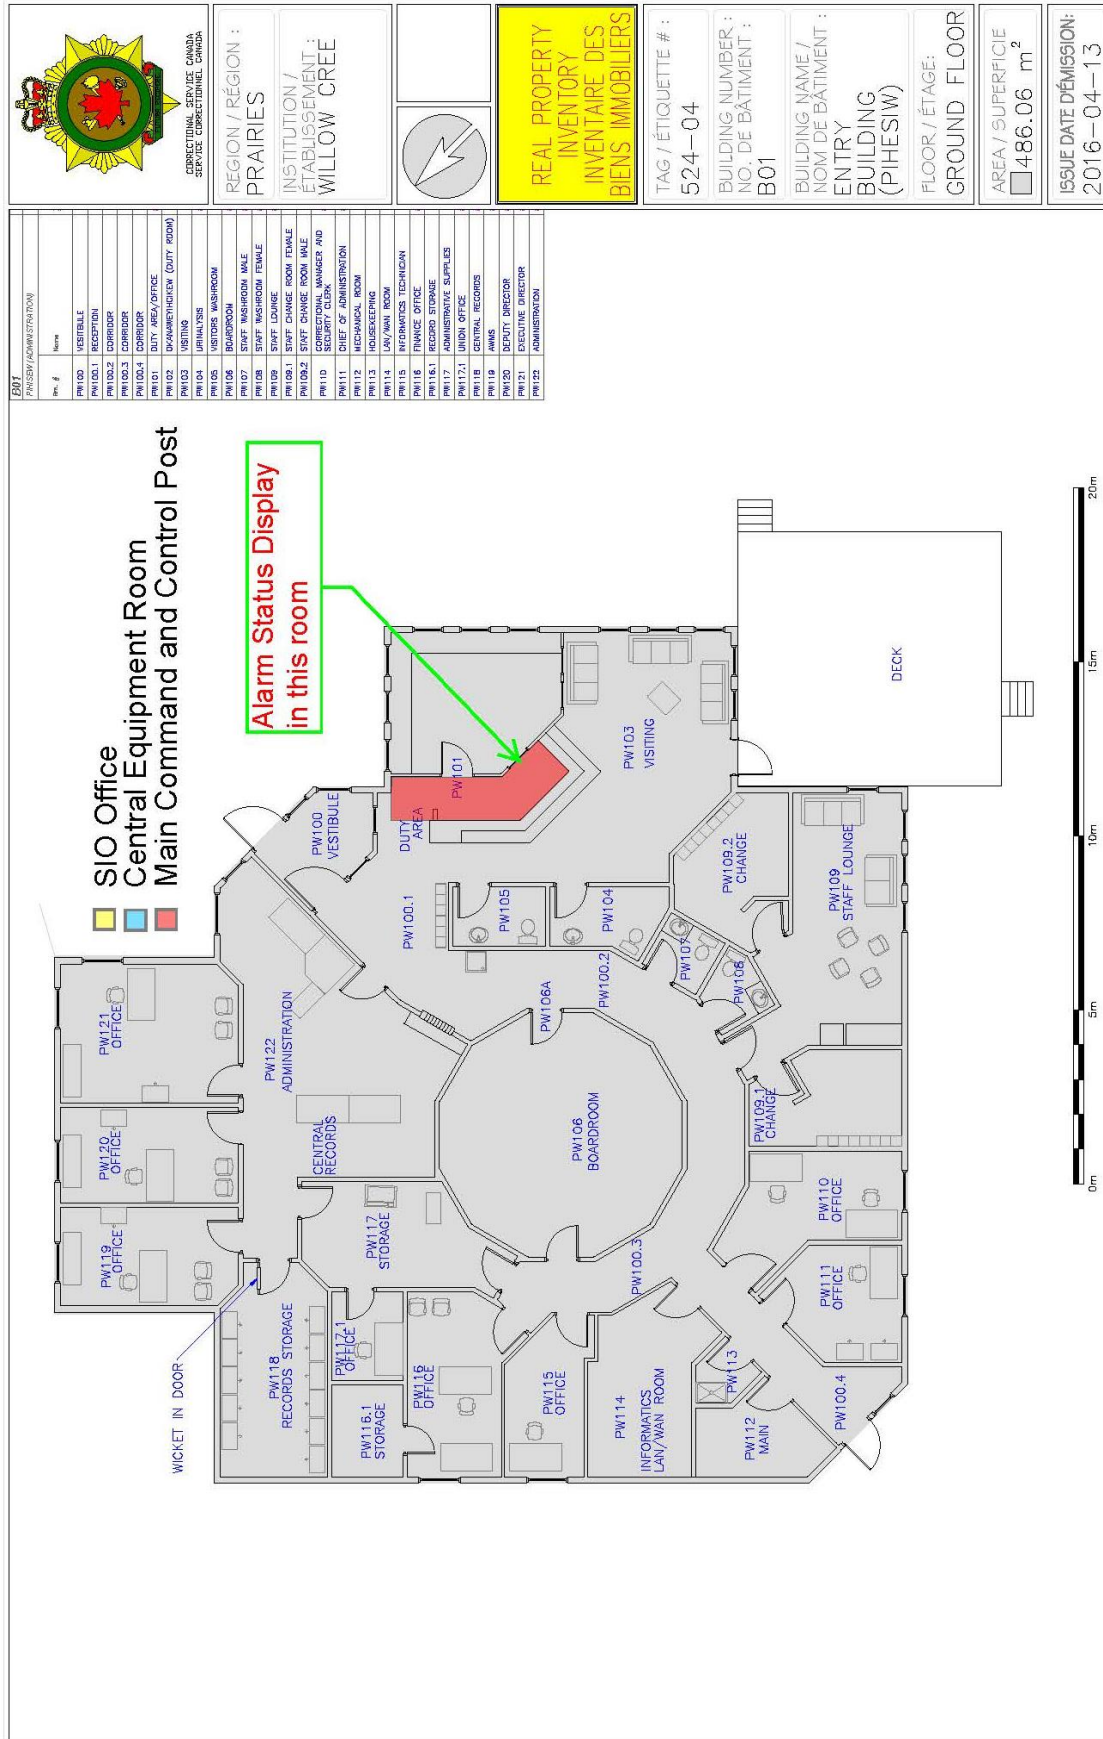 CORRECTIONAL SERVICE CANADA
SERVICE CORRECTIONNEL CANADA
REGION / RÉGION :
PRAIRIES
INSTITUTION /
ÉTABLISSEMENT :
WILLOW CREE
REAL PROPERTY
INVENTORY
INVENTAIRE DES
BIENS IMMOBILIERS
TAG / ÉTIQUETTE # :
524-04
BUILDING NUMBER :
NO. DE BÂTIMENT :
B01
BUILDING NAME /
NOM DE BÂTIMENT :
ENTRY
BUILDING
(PIHESIW)
FLOOR / ÉTAGE:
GROUND FLOOR
AREA / SUPERFICIE
486.06 m²
ISSUE DATE D'ÉMISSION:
2016-04-13
B01
PIHESIW (ADMINISTRATION)
Rm. # Name
PW100 VESTIBULE
PW100.1 RECEPTION
PW100.2 CORRIDOR
PW100.3 CORRIDOR
PW100.4 CORRIDOR
PW101 DUTY AREA/OFFICE
PW102 (DUTY ROOM)
PW103 VISITING
PW104 URINALYSIS
PW105 VISITORS WASHROOM
PW106 BOARDROOM
PW107 STAFF WASHROOM MALE
PW108 STAFF WASHROOM FEMALE
PW109 STAFF LOUNGE
PW109.1 STAFF CHANGE ROOM FEMALE
PW109.2 STAFF CHANGE ROOM MALE
PW110 CORRECTIONAL MANAGER AND
SECURITY CLERK
PW111 CHIEF OF ADMINISTRATION
PW112 MECHANICAL ROOM
PW113 HOUSEKEEPING
PW114 LAN/WAN ROOM
PW115 INFORMATICS TECHNICIAN
PW116 FINANCE OFFICE
PW116.1 RECORD STORAGE
PW117 ADMINISTRATIVE SUPPLIES
PW117.1 UNION OFFICE
PW118 CENTRAL RECORDS
PW119 AWMS
PW120 DEPUTY DIRECTOR
PW121 EXECUTIVE DIRECTOR
PW122 ADMINISTRATION
SIO Office
Central Equipment Room
Main Command and Control Post
Alarm Status Display
in this room
PW121
OFFICE
PW120
OFFICE
PW119
OFFICE
WICKET IN DOOR
PW122
ADMINISTRATION
CENTRAL
RECORDS
PW100
VESTIBULE
PW118
RECORDS STORAGE
PW117
STORAGE
PW117.1
OFFICE
PW116.1
STORAGE
PW116
OFFICE
PW100.1
DUTY
AREA
PW101
PW105
PW104
PW106A
PW100.2
PW106
BOARDROOM
PW103
VISITING
PW115
OFFICE
PW114
INFORMATICS
LAN/WAN ROOM
PW100.3
PW107
PW108
PW109.2
CHANGE
PW109
STAFF LOUNGE
PW109.1
CHANGE
PW110
OFFICE
PW111
OFFICE
PW113
PW112
MAIN
PW100.4
DECK
0m
5m
10m
15m
20m